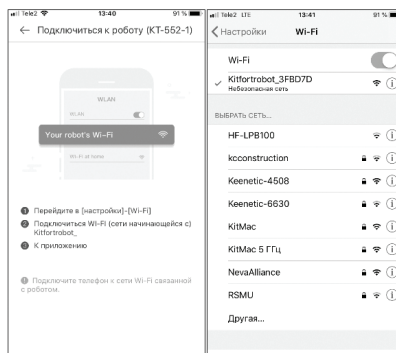 Tele2 13:40 91 %
← Подключиться к роботу (KT-552-1)
WLAN
WLAN
Your robot's Wi-Fi
Wi-Fi at home
1 Перейдите в [настройки]-[Wi-Fi]
2 Подключиться WI-FI (сети начинающейся с)
Kitfortrobot_
3 К приложению
Подключите телефон к сети Wi-Fi связанной
с роботом.
Tele2 LTE 13:41 91 %
Настройки Wi-Fi
Wi-Fi
Kitfortrobot_3FBD7D
Небезопасная сеть
ВЫБРАТЬ СЕТЬ...
HF-LPB100
kcconstruction
Keenetic-4508
Keenetic-6630
KitMac
KitMac 5 ГГц
NevaAlliance
RSMU
Другая...